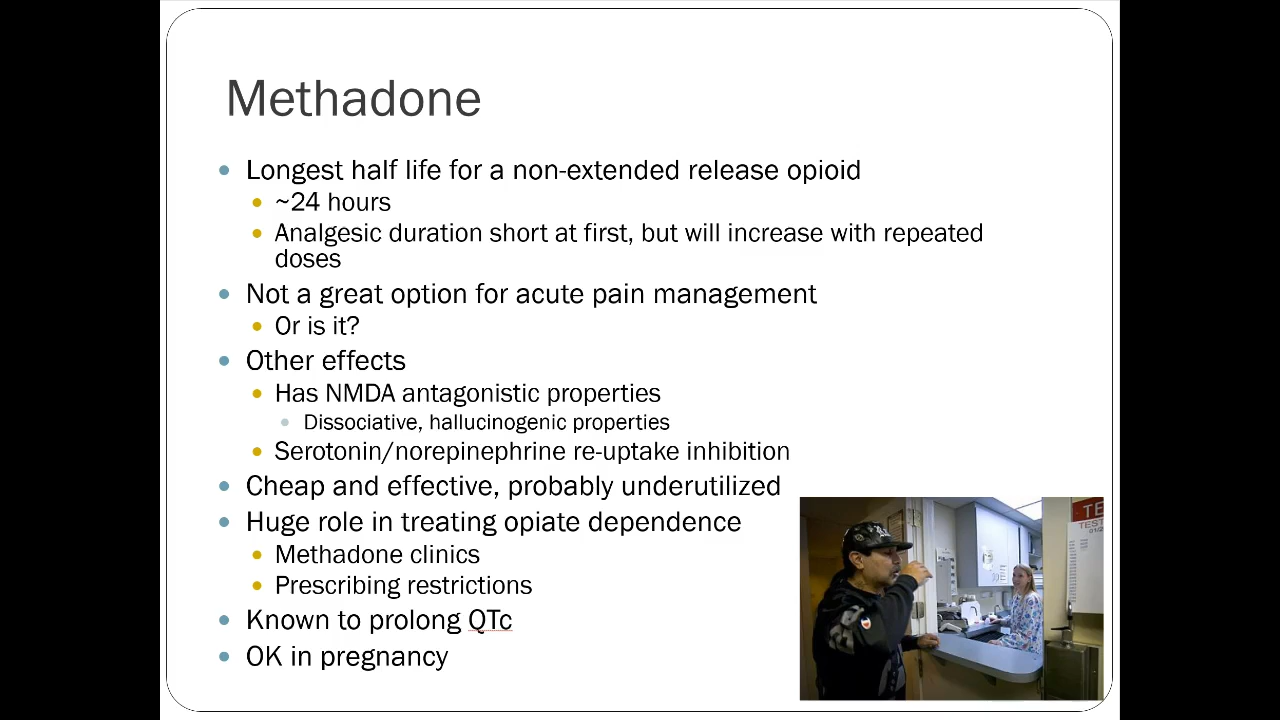 Methadone
Longest half life for a non-extended release opioid
~24 hours
Analgesic duration short at first, but will increase with repeated
doses
Not a great option for acute pain management
Or is it?
Other effects
Has NMDA antagonistic properties
Dissociative, hallucinogenic properties
Serotonin/norepinephrine re-uptake inhibition
Cheap and effective, probably underutilized
Huge role in treating opiate dependence
Methadone clinics
Prescribing restrictions
Known to prolong QTc
OK in pregnancy
TE
TEST